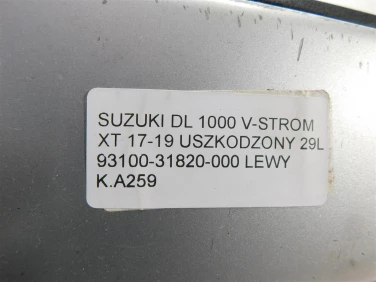 SUZUKI DL 1000 V-STROM
XT 17-19 USZKODZONY 29L
93100-31820-000 LEWY
K.A259